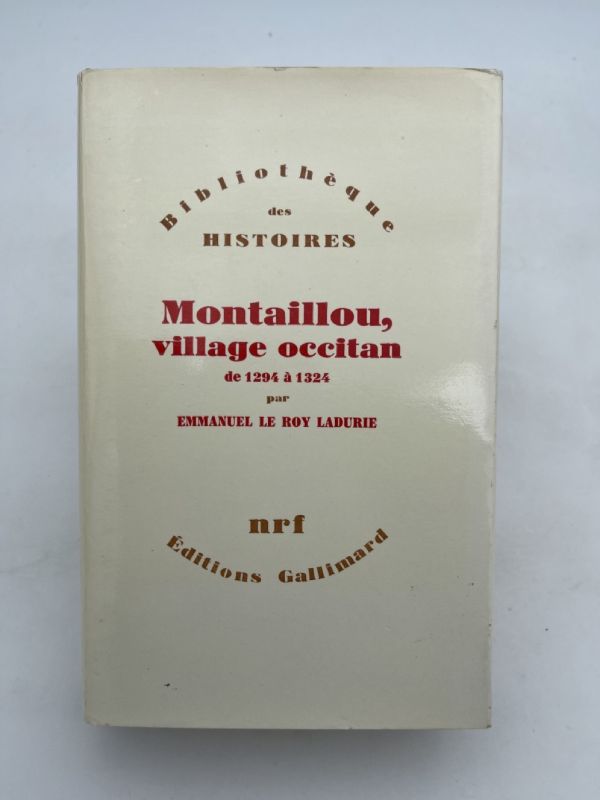 Bibliothèque
des
HISTOIRES
Montaillou,
village occitan
de 1294 à 1324
par
EMMANUEL LE ROY LADURIE
nrf
Éditions Gallimard